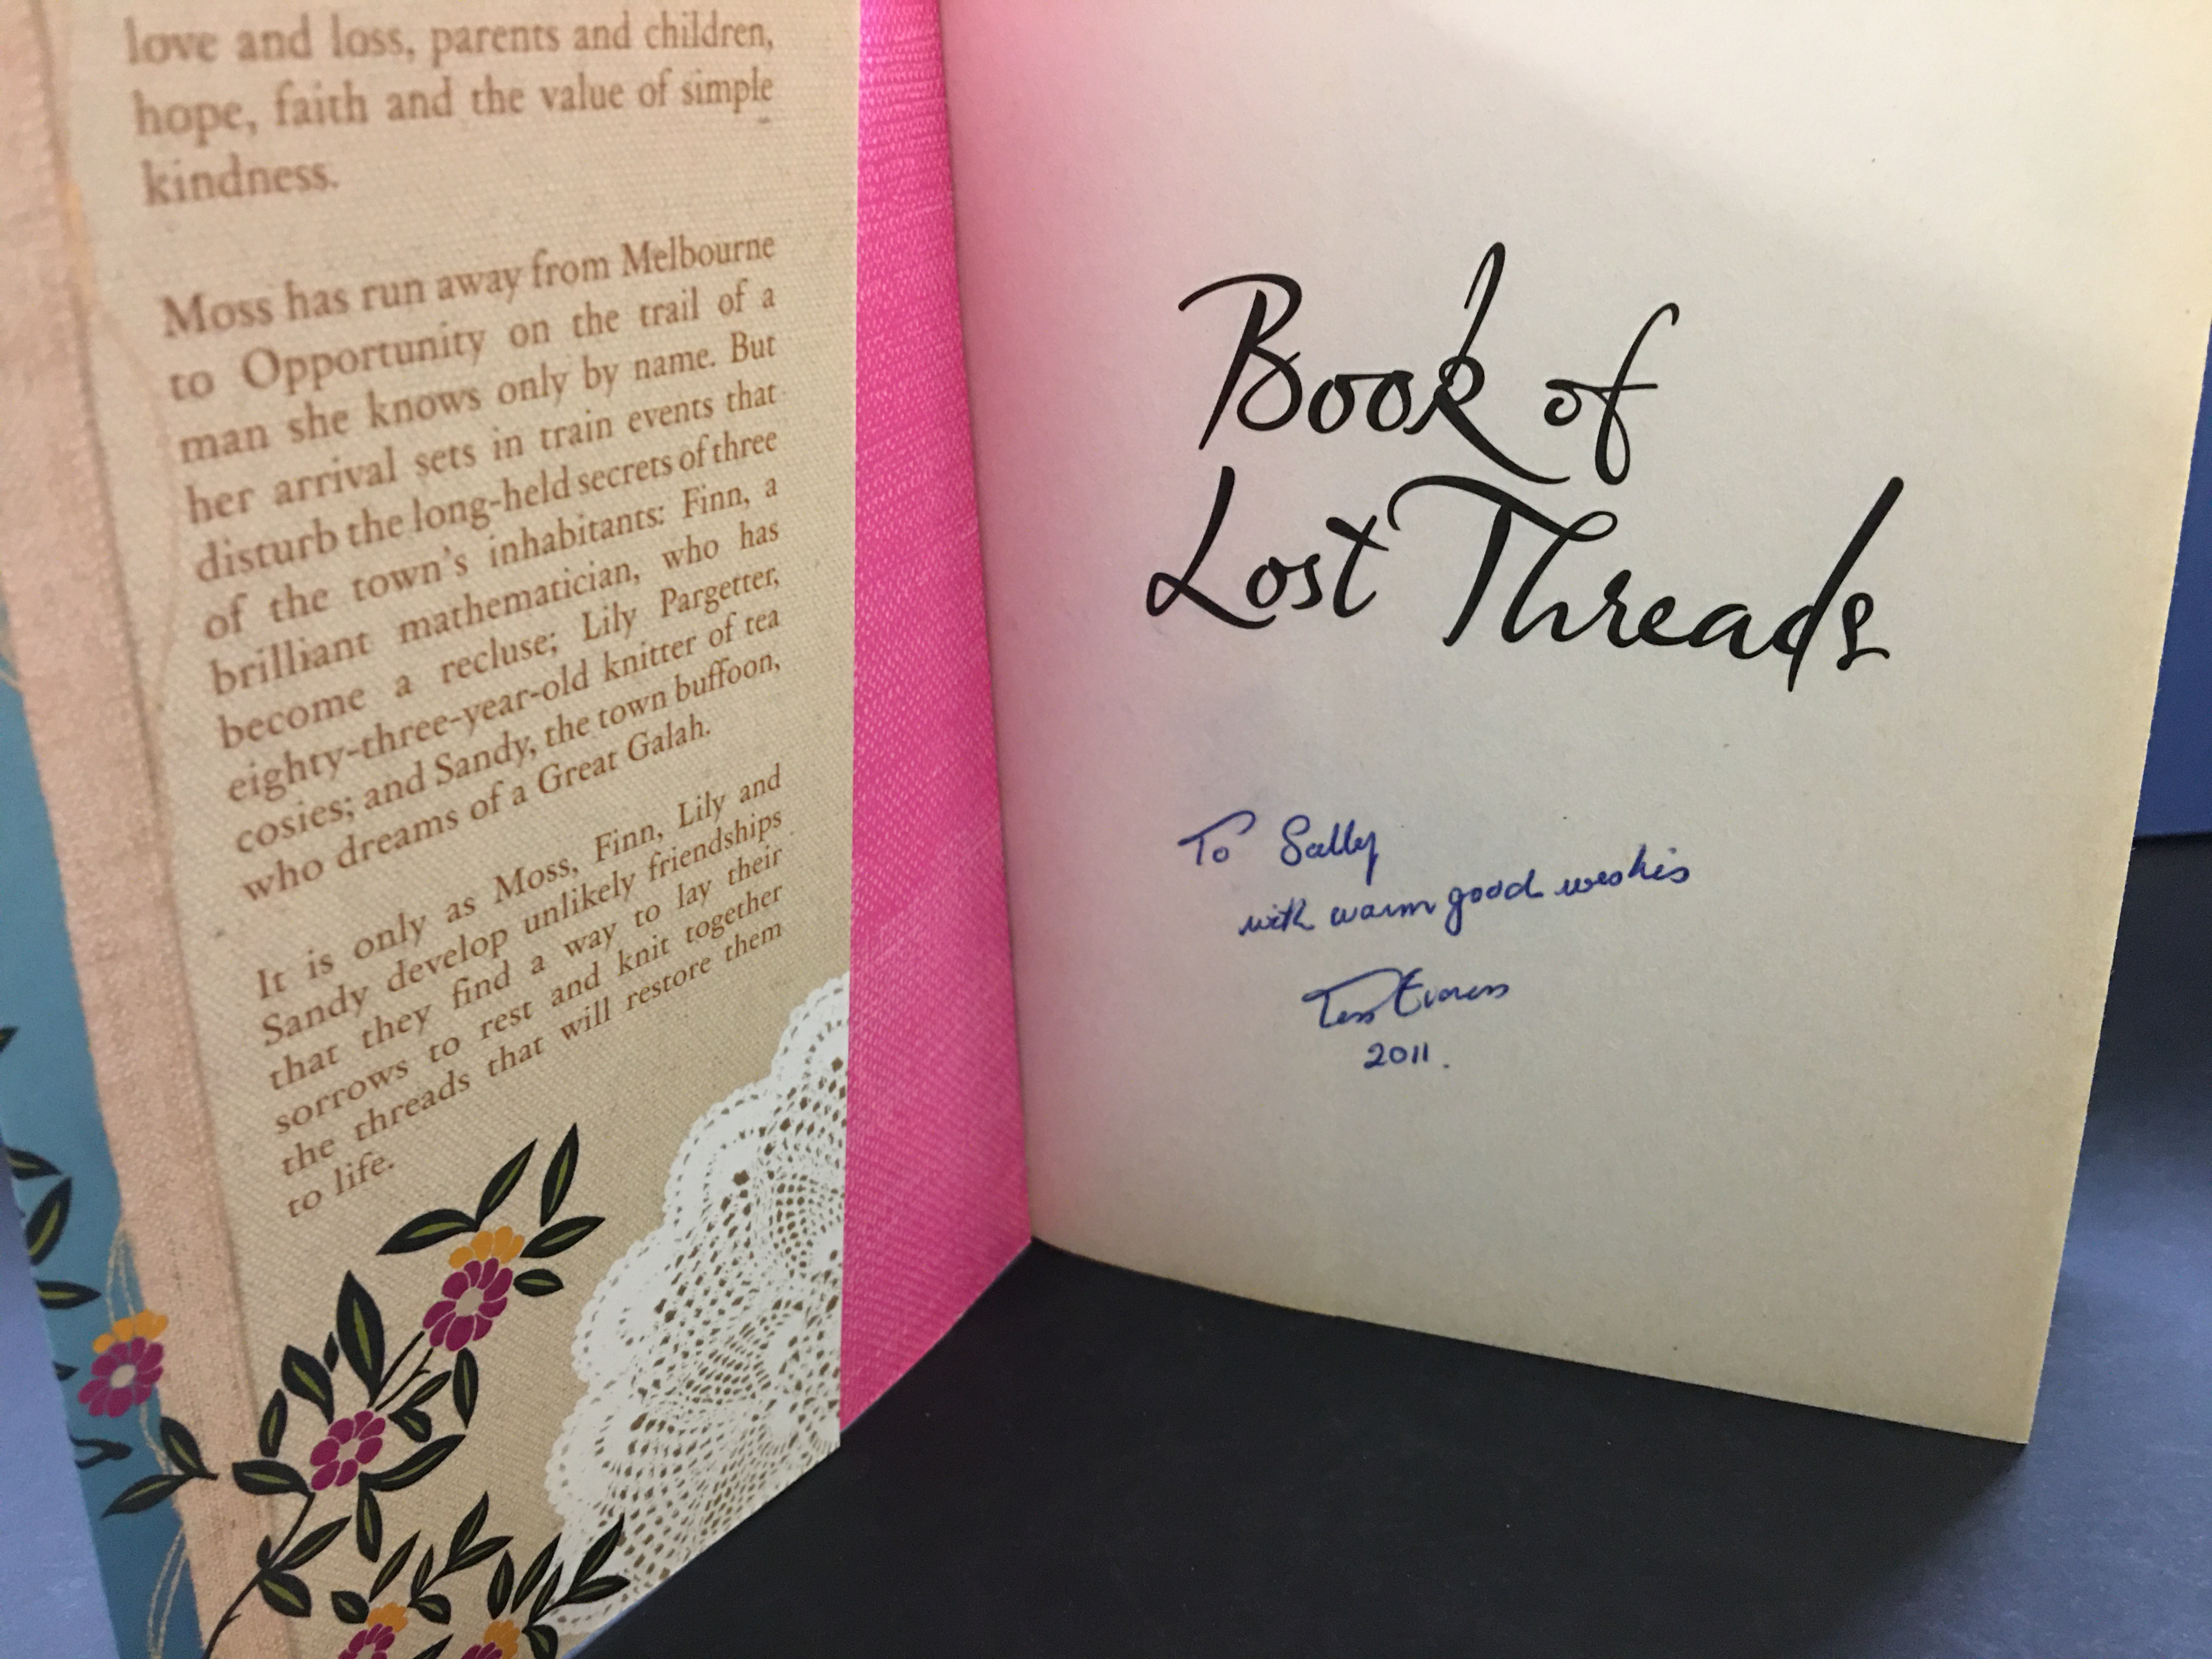 love and loss, parents and children,
hope, faith and the value of simple
kindness.
Moss has run away from Melbourne
to Opportunity on the trail of a
man she knows only by name. But
her arrival sets in train events that
disturb the long-held secrets of three
of the town's inhabitants: Finn, a
brilliant mathematician, who has
become a recluse; Lily Pargetter,
eighty-three-year-old knitter of tea
cosies; and Sandy, the town buffoon,
who dreams of a Great Galah.
It is only as Moss, Finn, Lily and
Sandy develop unlikely friendships
that they find a way to lay their
sorrows to rest and knit together
the threads that will restore them
to life.
Book of
Lost Threads
To Sally
with warm good wishes
Tess Evans
2011.